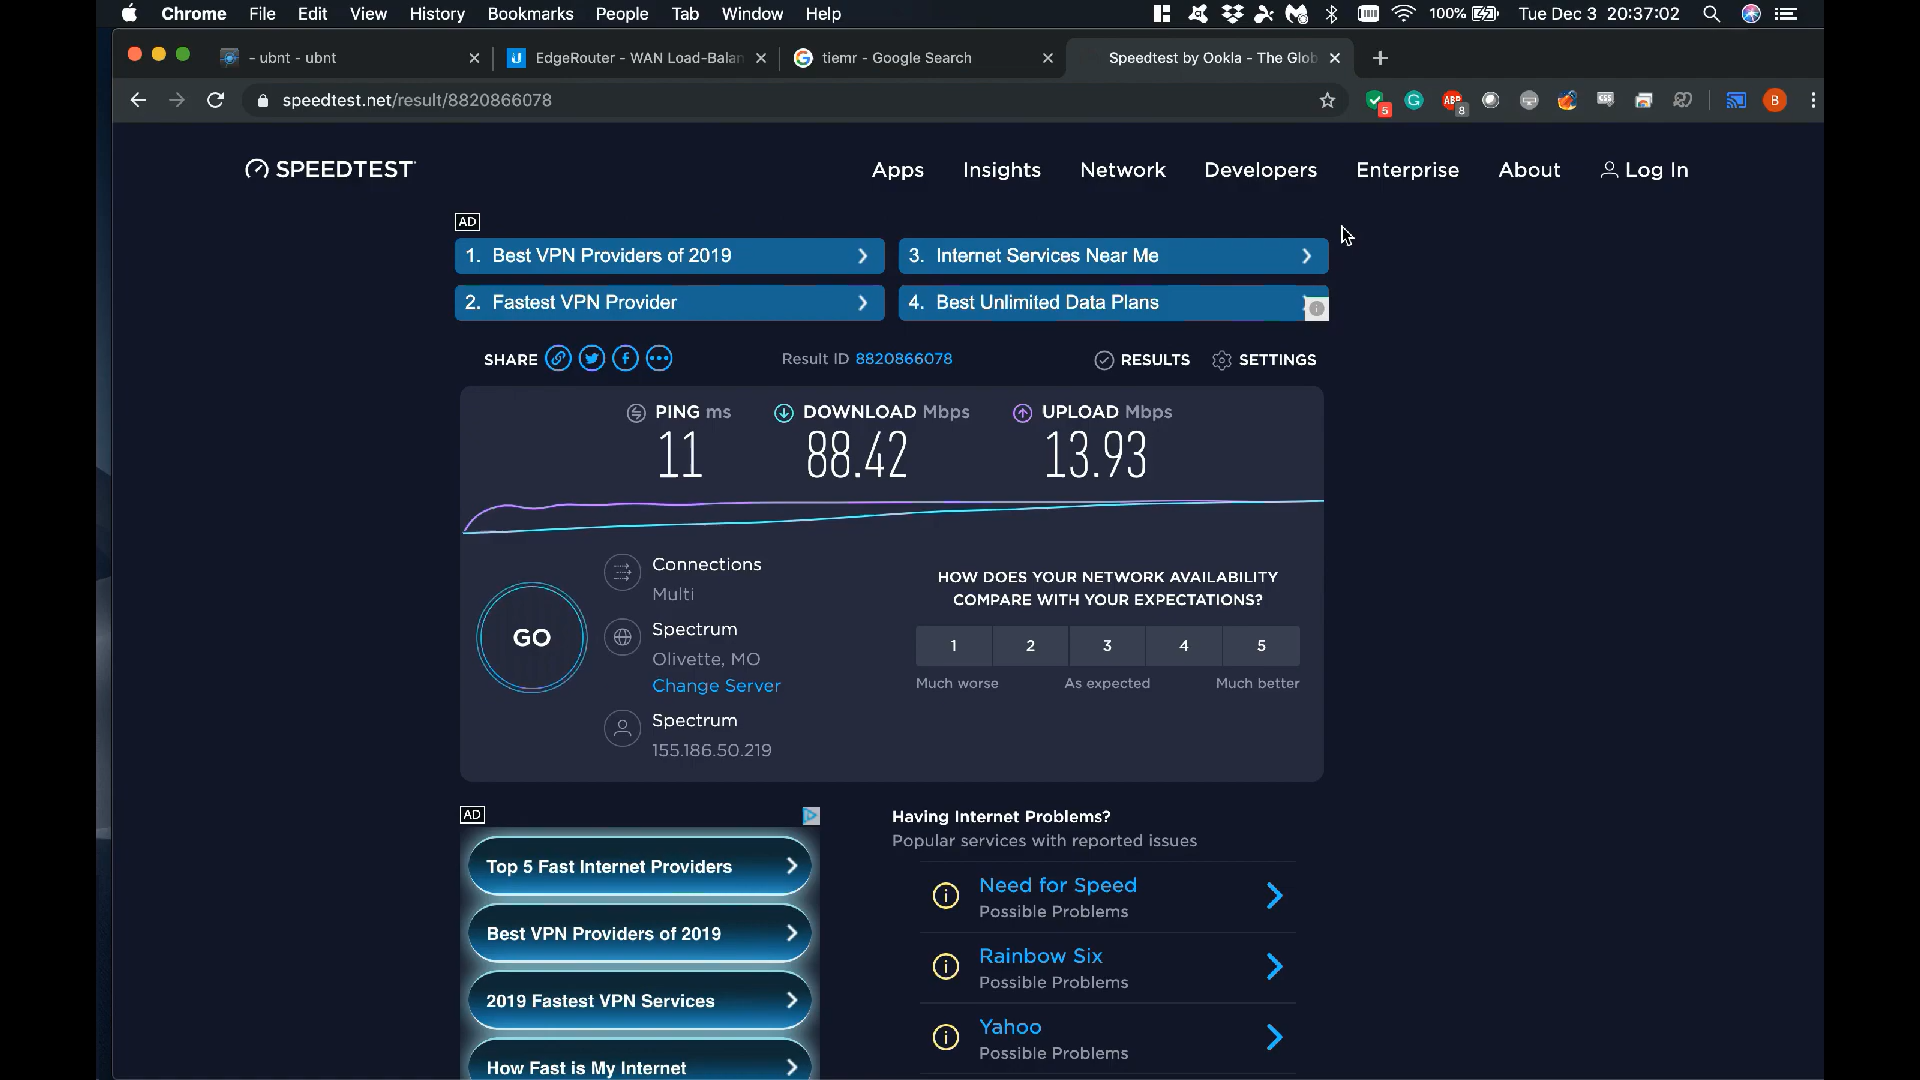 Chrome File Edit View History Bookmarks People Tab Window Help 100% Tue Dec 3 20:37:02
- ubnt - ubnt EdgeRouter - WAN Load-Balan tiemr - Google Search Speedtest by Ookla - The Glob
speedtest.net/result/8820866078 5 G ABP 8 CSS B
SPEEDTEST Apps Insights Network Developers Enterprise About Log In
AD
1. Best VPN Providers of 2019 3. Internet Services Near Me
2. Fastest VPN Provider 4. Best Unlimited Data Plans
SHARE Result ID 8820866078 RESULTS SETTINGS
PING ms DOWNLOAD Mbps UPLOAD Mbps
11 88.42 13.93
Connections
Multi
Spectrum
Olivette, MO
Change Server
Spectrum
155.186.50.219
GO
HOW DOES YOUR NETWORK AVAILABILITY
COMPARE WITH YOUR EXPECTATIONS?
1 2 3 4 5
Much worse As expected Much better
AD
Top 5 Fast Internet Providers
Best VPN Providers of 2019
2019 Fastest VPN Services
How Fast is My Internet
Having Internet Problems?
Popular services with reported issues
Need for Speed
Possible Problems
Rainbow Six
Possible Problems
Yahoo
Possible Problems